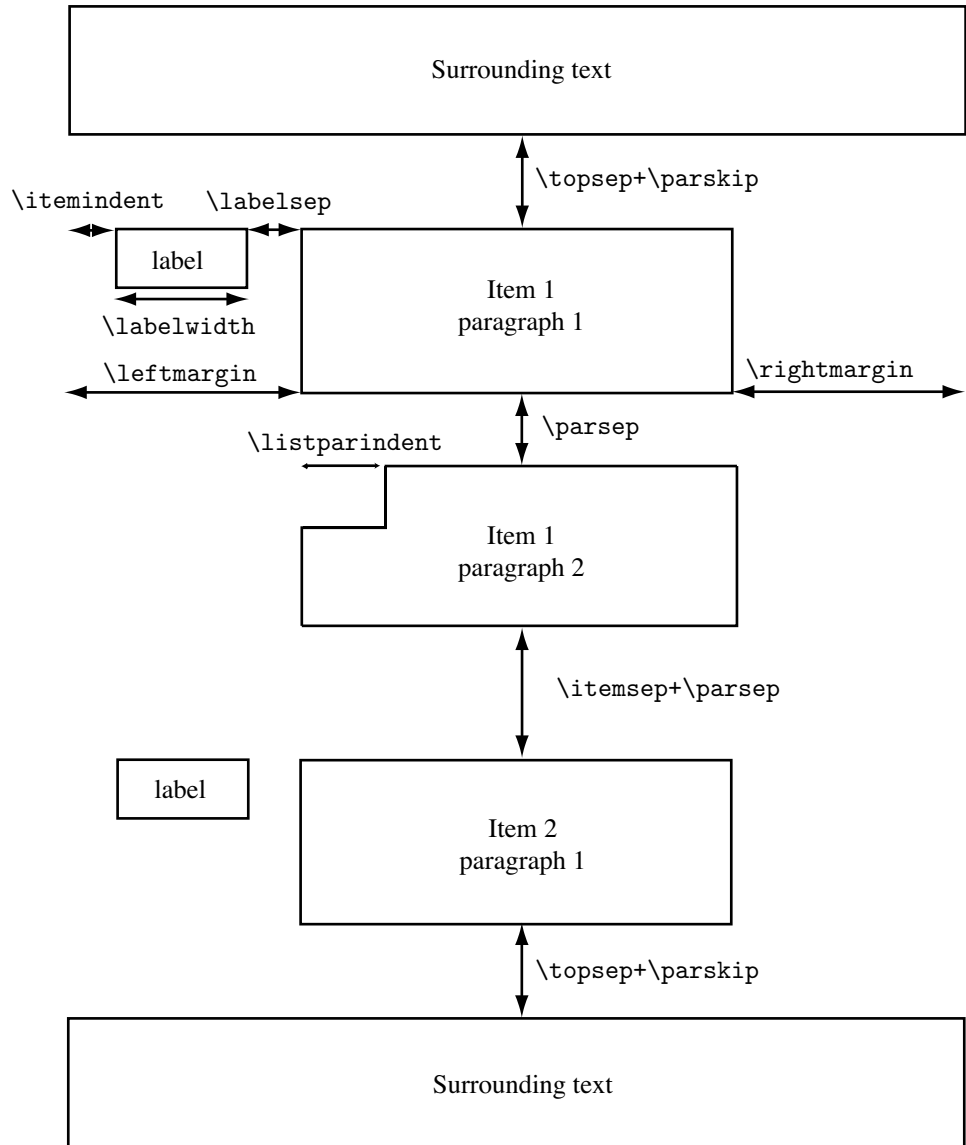 Surrounding text
\topsep+\parskip
\itemindent
\labelsep
label
Item 1
paragraph 1
\labelwidth
\leftmargin
\rightmargin
\parsep
\listparindent
Item 1
paragraph 2
\itemsep+\parsep
label
Item 2
paragraph 1
\topsep+\parskip
Surrounding text